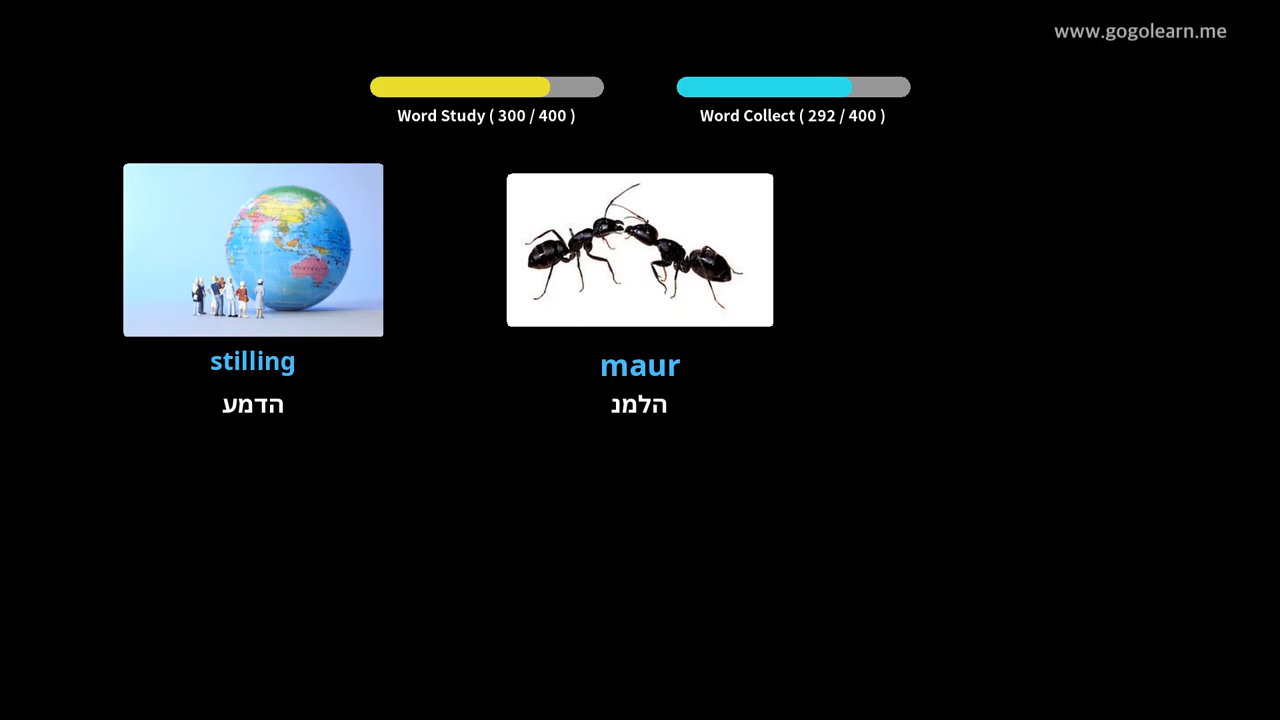 www.gogolearn.me
Word Study ( 300 / 400 )
Word Collect ( 292 / 400 )
stilling
הדמע
maur
הלמנ